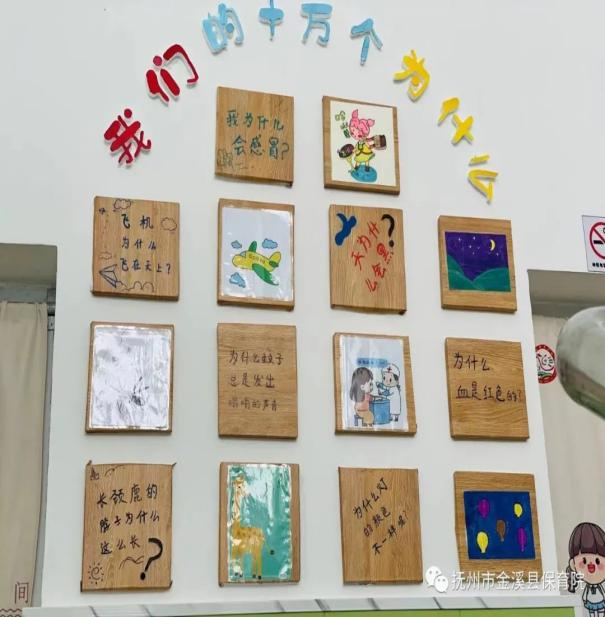 我们的十万个为什么
我为什么
会感冒？
飞机
为什么
飞在天上？
天为什
么会黑
？
为什么蚊子
总是发出
嗡嗡的声音
为什么
血是红色的？
长颈鹿的
脖子为什么
这么长
？
为什么灯
的颜色
不一样呢？
间
抚州市金溪县保育院